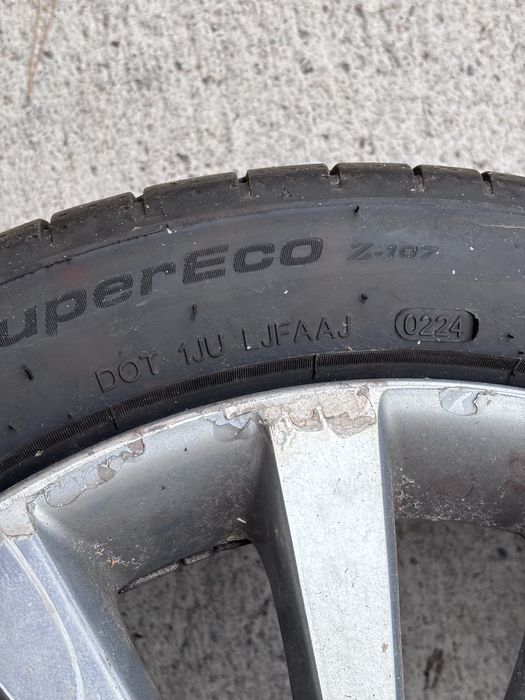 uperEco Z-107
DOT 1JU LJFAAJ 0224